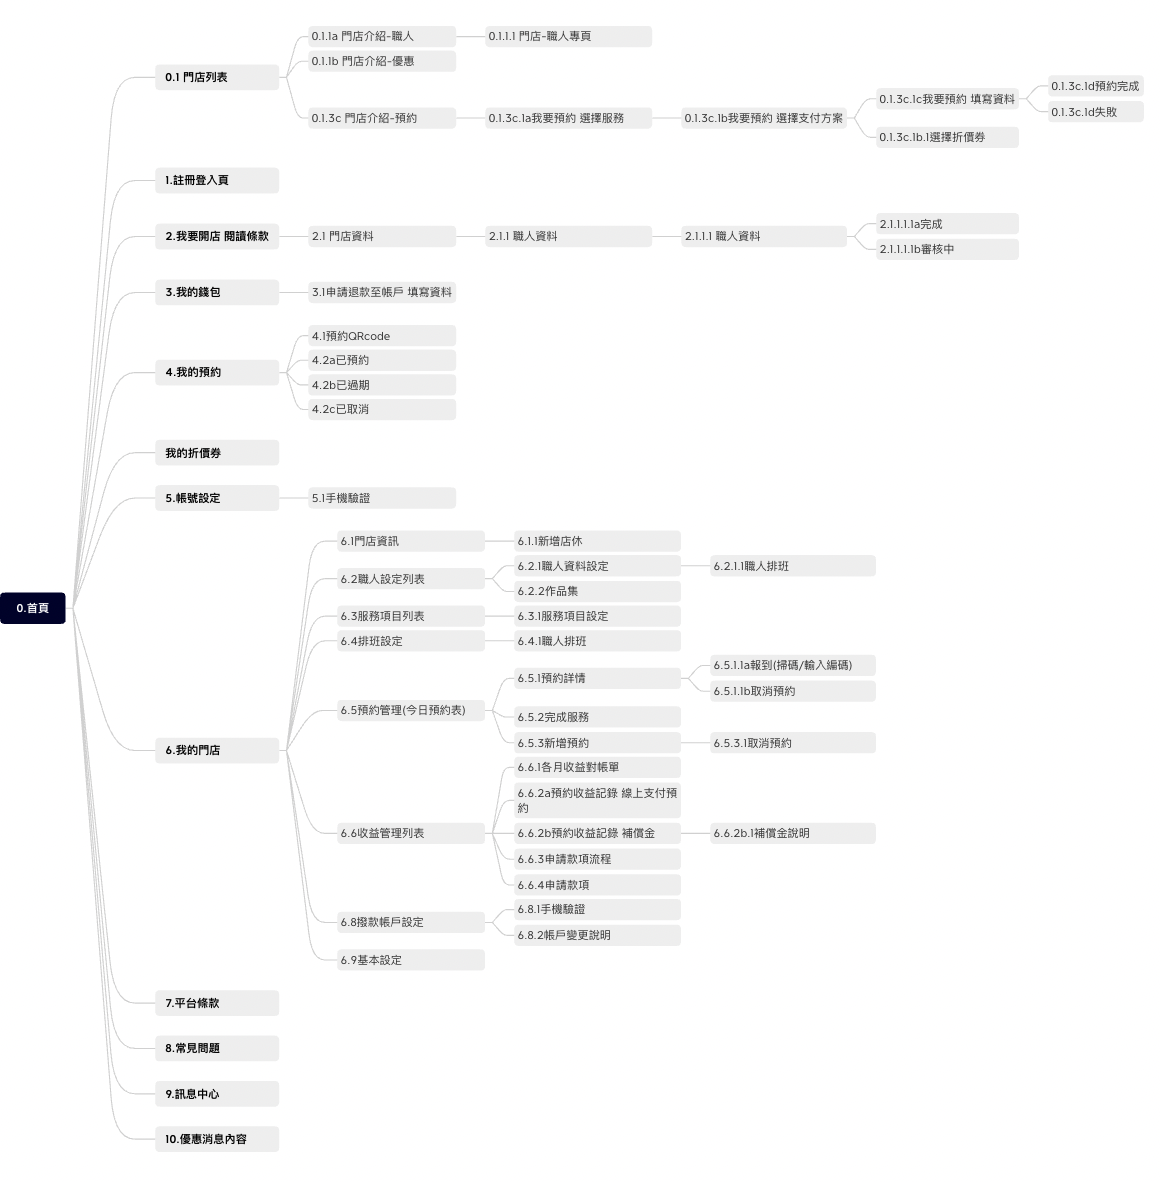 0.首頁
0.1 門店列表
0.1.1a 門店介紹-職人
0.1.1.1 門店-職人專頁
0.1.1b 門店介紹-優惠
0.1.3c 門店介紹-預約
0.1.3c.1a我要預約 選擇服務
0.1.3c.1b我要預約 選擇支付方案
0.1.3c.1c我要預約 填寫資料
0.1.3c.1d預約完成
0.1.3c.1d失敗
0.1.3c.1b.1選擇折價券
1.註冊登入頁
2.我要開店 閱讀條款
2.1 門店資料
2.1.1 職人資料
2.1.1.1 職人資料
2.1.1.1.1a完成
2.1.1.1.1b審核中
3.我的錢包
3.1申請退款至帳戶 填寫資料
4.我的預約
4.1預約QRcode
4.2a已預約
4.2b已過期
4.2c已取消
我的折價券
5.帳號設定
5.1手機驗證
6.我的門店
6.1門店資訊
6.1.1新增店休
6.2職人設定列表
6.2.1職人資料設定
6.2.1.1職人排班
6.2.2作品集
6.3服務項目列表
6.3.1服務項目設定
6.4排班設定
6.4.1職人排班
6.5預約管理(今日預約表)
6.5.1預約詳情
6.5.1.1a報到(掃碼/輸入編碼)
6.5.1.1b取消預約
6.5.2完成服務
6.5.3新增預約
6.5.3.1取消預約
6.6收益管理列表
6.6.1各月收益對帳單
6.6.2a預約收益記錄 線上支付預
約
6.6.2b預約收益記錄 補償金
6.6.2b.1補償金說明
6.6.3申請款項流程
6.6.4申請款項
6.8撥款帳戶設定
6.8.1手機驗證
6.8.2帳戶變更說明
6.9基本設定
7.平台條款
8.常見問題
9.訊息中心
10.優惠消息內容